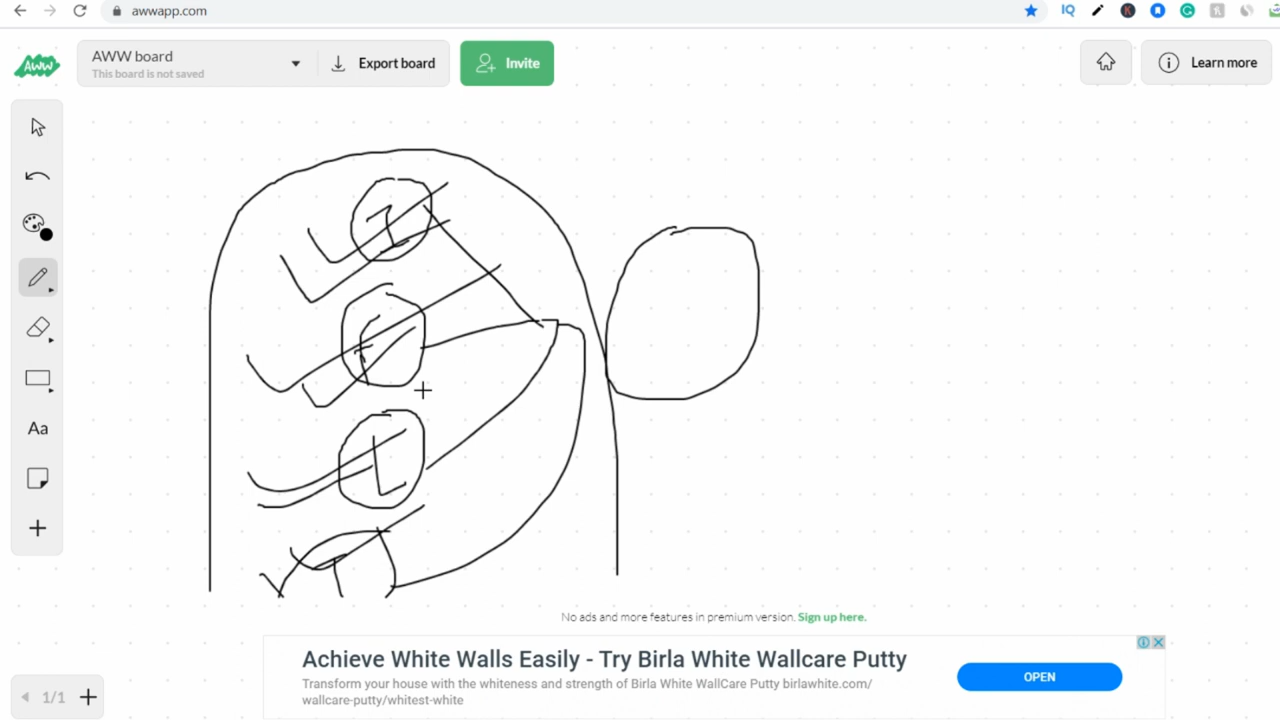 awwapp.com
IQ
K
AWW
AWW board
This board is not saved
Export board
Invite
Learn more
Aa
No ads and more features in premium version. Sign up here.
Achieve White Walls Easily - Try Birla White Wallcare Putty
Transform your house with the whiteness and strength of Birla White WallCare Putty birlawhite.com/
wallcare-putty/whitest-white
OPEN
1/1